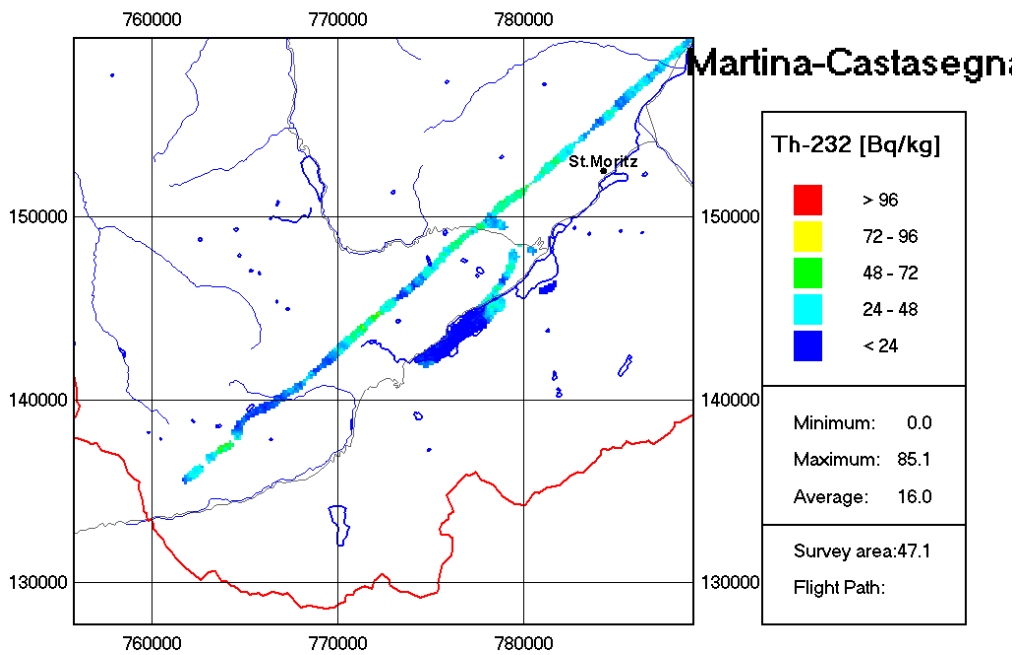 760000 770000 780000
Martina-Castasegna
Th-232 [Bq/kg]
> 96
72 - 96
48 - 72
24 - 48
< 24
St.Moritz
150000 150000
140000 140000
130000 130000
Minimum: 0.0
Maximum: 85.1
Average: 16.0
Survey area:47.1
Flight Path:
760000 770000 780000